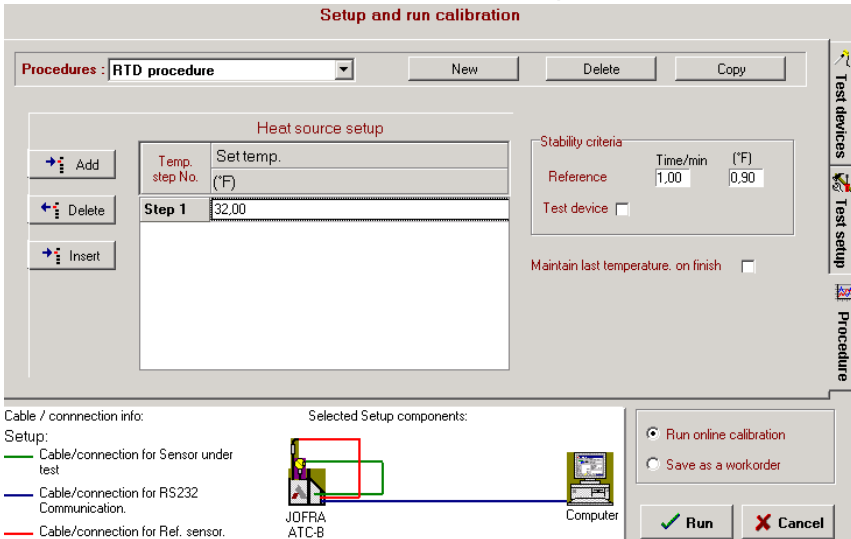 Setup and run calibration
Procedures : RTD procedure
New
Delete
Copy
Heat source setup
Add
Delete
Insert
Temp.
step No.
Set temp.
(°F)
Step 1
32,00
Stability criteria
Time/min
(°F)
Reference
1,00
0,90
Test device
Maintain last temperature. on finish
Test devices
Test setup
Procedure
Cable / connnection info:
Setup:
Cable/connection for Sensor under
test
Cable/connection for RS232
Communication.
Cable/connection for Ref. sensor.
Selected Setup components:
JOFRA
ATC-B
Computer
Run online calibration
Save as a workorder
Run
Cancel